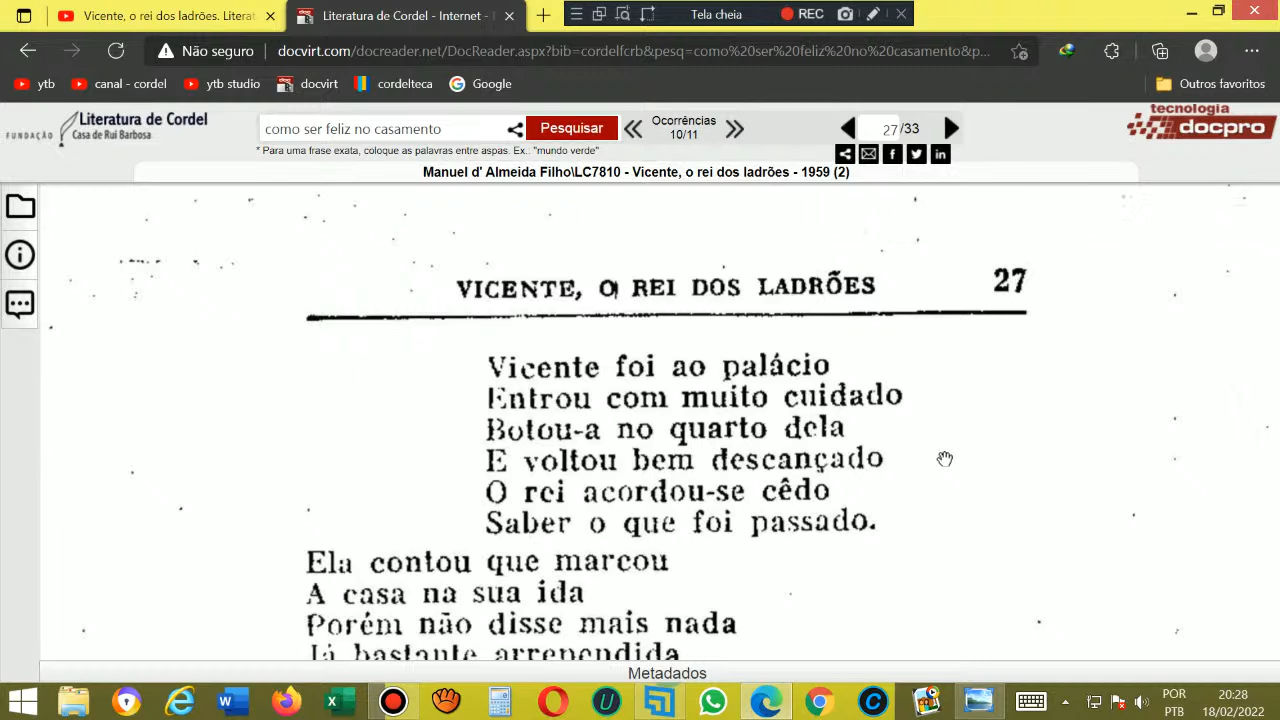 Vicente, o rei dos ladrões. Literat
Literatura de Cordel - Internet - I
Tela cheia
REC
Não seguro
docvirt.com/docreader.net/DocReader.aspx?bib=cordelfcrb&pesq=como%20ser%20feliz%20no%20casamento&p...
ytb
canal - cordel
ytb studio
docvirt
cordelteca
Google
Outros favoritos
FUNDAÇÃO
Literatura de Cordel
Casa de Rui Barbosa
como ser feliz no casamento
Pesquisar
Ocorrências
10/11
27/33
tecnologia
docpro
* Para uma frase exata, coloque as palavras entre aspas. Ex.: "mundo verde"
Manuel d' Almeida Filho\LC7810 - Vicente, o rei dos ladrões - 1959 (2)
VICENTE, O REI DOS LADRÕES 27
Vicente foi ao palácio
Entrou com muito cuidado
Botou-a no quarto dela
E voltou bem descançado
O rei acordou-se cêdo
Saber o que foi passado.
Ela contou que marcou
A casa na sua ida
Porém não disse mais nada
Já bastante arrependida
Metadados
POR
PTB
20:28
18/02/2022